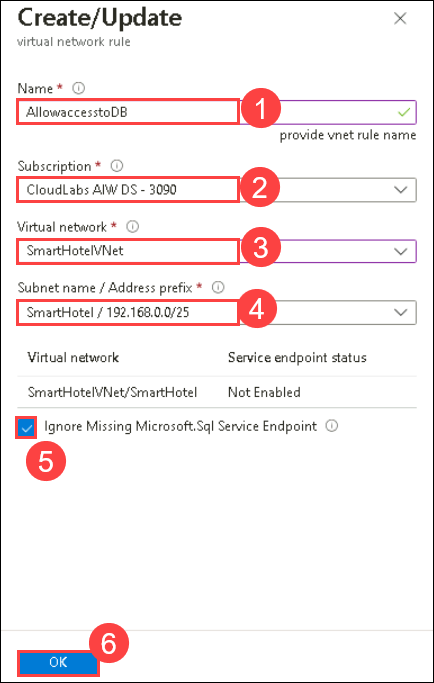 Create/Update
virtual network rule
Name *
AllowaccesstoDB
1
provide vnet rule name
Subscription *
CloudLabs AIW DS - 3090
2
Virtual network *
SmartHotelVNet
3
Subnet name / Address prefix *
SmartHotel / 192.168.0.0/25
4
Virtual network Service endpoint status
SmartHotelVNet/SmartHotel Not Enabled
Ignore Missing Microsoft.Sql Service Endpoint
5
6
OK